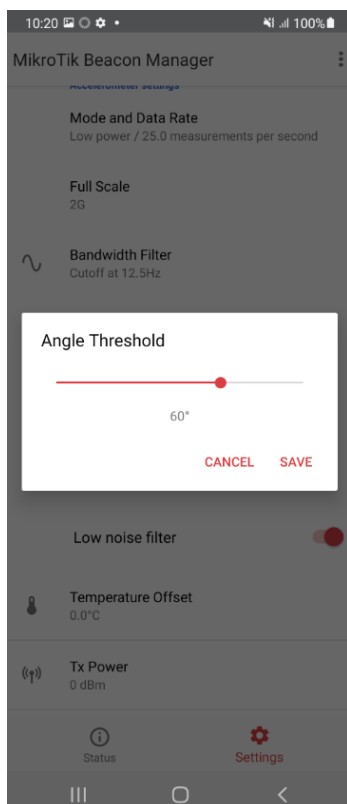 10:20
100%
MikroTik Beacon Manager
Accelerometer settings
Mode and Data Rate
Low power / 25.0 measurements per second
Full Scale
2G
Bandwidth Filter
Cutoff at 12.5Hz
Angle Threshold
60°
CANCEL SAVE
Low noise filter
Temperature Offset
0.0°C
Tx Power
0 dBm
Status Settings